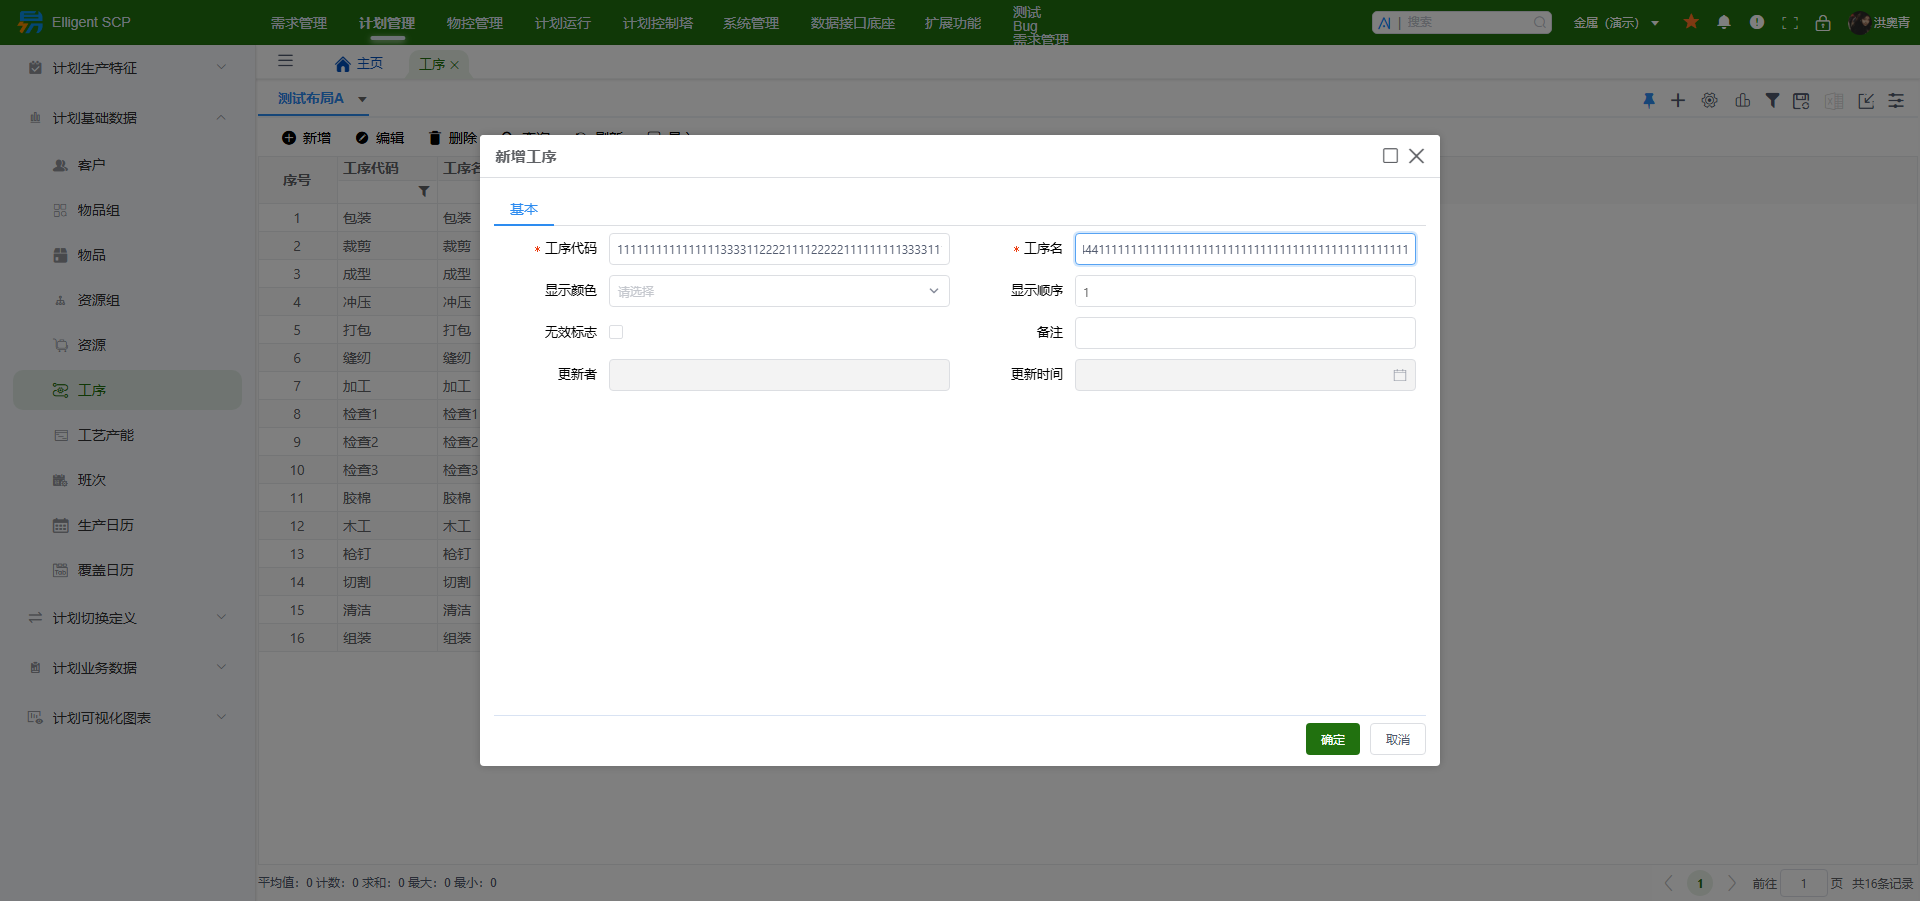 Elligent SCP
需求管理
计划管理
物控管理
计划运行
计划控制塔
系统管理
数据接口底座
扩展功能
测试
Bug
需求管理
AI | 搜索
金属（演示）
洪奥青
计划生产特征
计划基础数据
客户
物品组
物品
资源组
资源
工序
工艺产能
班次
生产日历
覆盖日历
计划切换定义
计划业务数据
计划可视化图表
主页
工序
测试布局A
新增
编辑
删除
序号 工序代码
1 包装 包装
2 裁剪 裁剪
3 成型 成型
4 冲压 冲压
5 打包 打包
6 缝纫 缝纫
7 加工 加工
8 检查1 检查1
9 检查2 检查2
10 检查3 检查3
11 胶棉 胶棉
12 木工 木工
13 枪钉 枪钉
14 切割 切割
15 清洁 清洁
16 组装 组装
新增工序
基本
* 工序代码
* 工序名
显示颜色 请选择
显示顺序 1
无效标志
备注
更新者
更新时间
确定
取消
平均值：0 计数：0 求和：0 最大：0 最小：0
1
前往 1 页 共16条记录